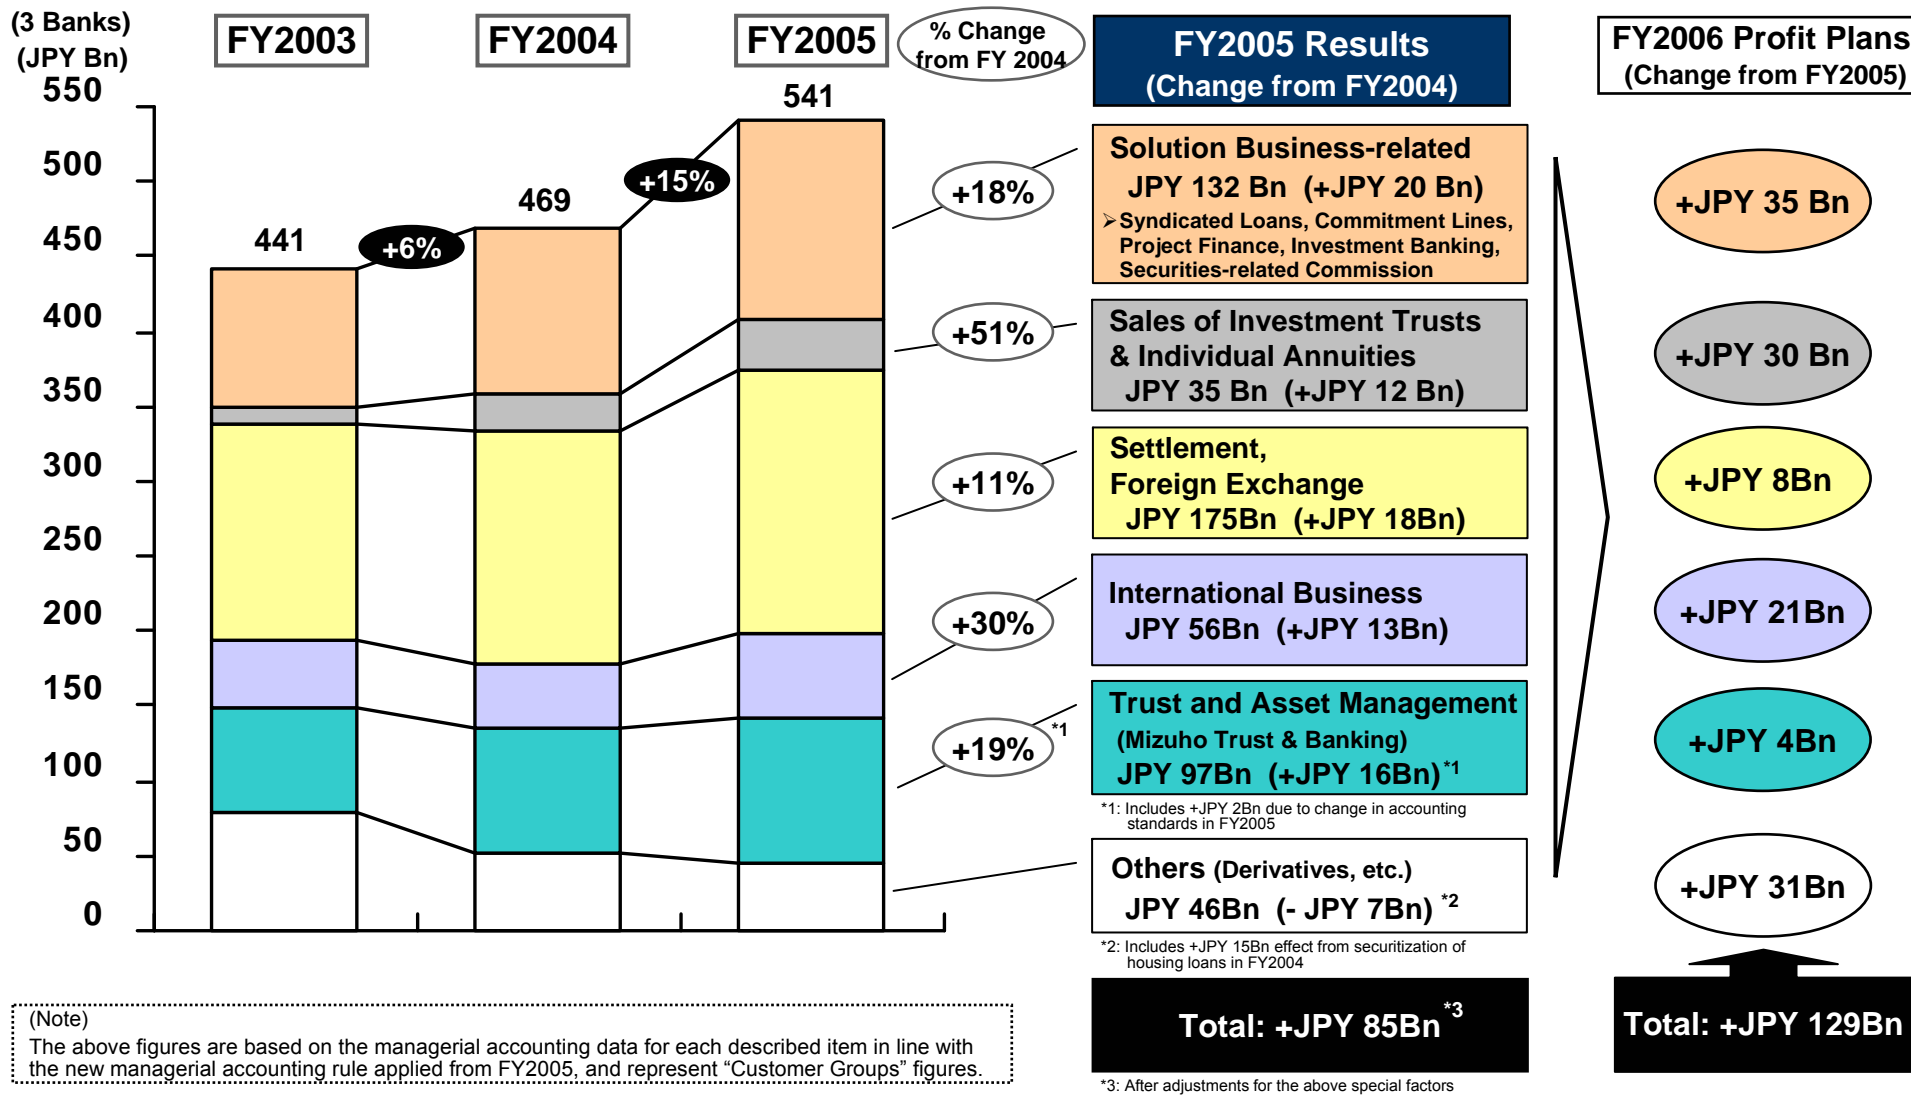 (3 Banks)
(JPY Bn)
FY2003
FY2004
FY2005
% Change
from FY 2004
FY2005 Results
(Change from FY2004)
FY2006 Profit Plans
(Change from FY2005)
550
500
450
400
350
300
250
200
150
100
50
0
441
+6%
469
+15%
541
+18%
Solution Business-related
JPY 132 Bn (+JPY 20 Bn)
➢Syndicated Loans, Commitment Lines,
Project Finance, Investment Banking,
Securities-related Commission
+JPY 35 Bn
+51%
Sales of Investment Trusts
& Individual Annuities
JPY 35 Bn (+JPY 12 Bn)
+JPY 30 Bn
+11%
Settlement,
Foreign Exchange
JPY 175Bn (+JPY 18Bn)
+JPY 8Bn
+30%
International Business
JPY 56Bn (+JPY 13Bn)
+JPY 21Bn
+19% *1
Trust and Asset Management
(Mizuho Trust & Banking)
JPY 97Bn (+JPY 16Bn)*1
+JPY 4Bn
*1: Includes +JPY 2Bn due to change in accounting
standards in FY2005
Others (Derivatives, etc.)
JPY 46Bn (- JPY 7Bn) *2
+JPY 31Bn
*2: Includes +JPY 15Bn effect from securitization of
housing loans in FY2004
Total: +JPY 85Bn *3
Total: +JPY 129Bn
*3: After adjustments for the above special factors
(Note)
The above figures are based on the managerial accounting data for each described item in line with
the new managerial accounting rule applied from FY2005, and represent “Customer Groups” figures.